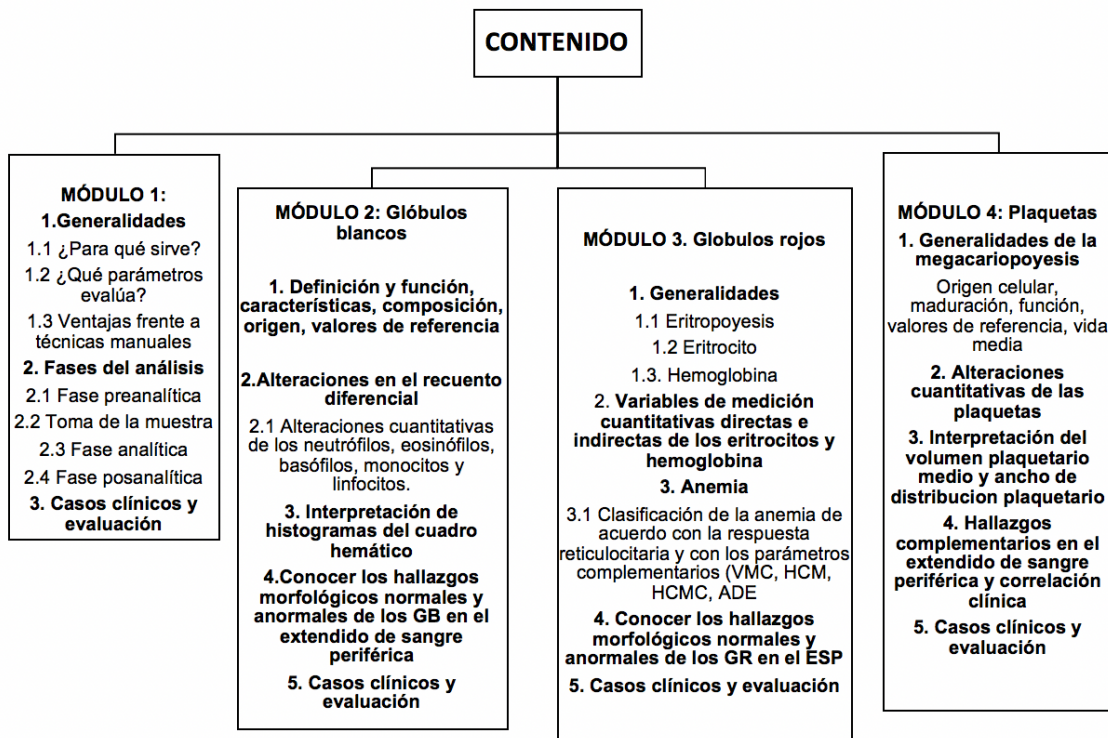 CONTENIDO
MÓDULO 1:
1.Generalidades
1.1 ¿Para qué sirve?
1.2 ¿Qué parámetros
evalúa?
1.3 Ventajas frente a
técnicas manuales
2. Fases del análisis
2.1 Fase preanalítica
2.2 Toma de la muestra
2.3 Fase analítica
2.4 Fase posanalítica
3. Casos clínicos y
evaluación
MÓDULO 2: Glóbulos
blancos
1. Definición y función,
características, composición,
origen, valores de referencia
2.Alteraciones en el recuento
diferencial
2.1 Alteraciones cuantitativas
de los neutrófilos, eosinófilos,
basófilos, monocitos y
linfocitos.
3. Interpretación de
histogramas del cuadro
hemático
4.Conocer los hallazgos
morfológicos normales y
anormales de los GB en el
extendido de sangre
periférica
5. Casos clínicos y
evaluación
MÓDULO 3. Globulos rojos
1. Generalidades
1.1 Eritropoyesis
1.2 Eritrocito
1.3. Hemoglobina
2. Variables de medición
cuantitativas directas e
indirectas de los eritrocitos y
hemoglobina
3. Anemia
3.1 Clasificación de la anemia de
acuerdo con la respuesta
reticulocitaria y con los parámetros
complementarios (VMC, HCM,
HCMC, ADE
4. Conocer los hallazgos
morfológicos normales y
anormales de los GR en el ESP
5. Casos clínicos y evaluación
MÓDULO 4: Plaquetas
1. Generalidades de la
megacariopoyesis
Origen celular,
maduración, función,
valores de referencia, vida
media
2. Alteraciones
cuantitativas de las
plaquetas
3. Interpretación del
volumen plaquetario
medio y ancho de
distribucion plaquetario
4. Hallazgos
complementarios en el
extendido de sangre
periférica y correlación
clínica
5. Casos clínicos y
evaluación